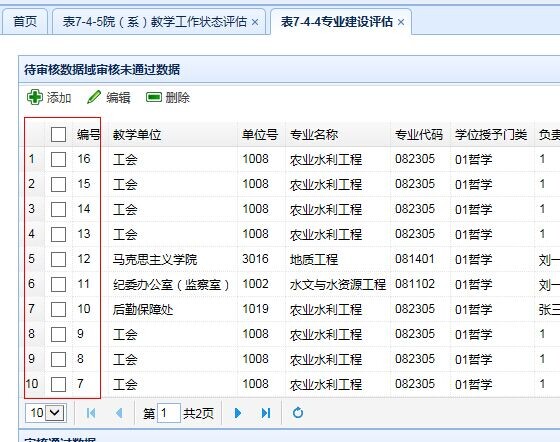 首页 表7-4-5院（系）教学工作状态评估 × 表7-4-4专业建设评估 ×
待审核数据域审核未通过数据
添加 编辑 删除
编号 教学单位 单位号 专业名称 专业代码 学位授予门类 负责
1 16 工会 1008 农业水利工程 082305 01哲学 1
2 15 工会 1008 农业水利工程 082305 01哲学 1
3 14 工会 1008 农业水利工程 082305 01哲学 1
4 13 工会 1008 农业水利工程 082305 01哲学 1
5 12 马克思主义学院 3016 地质工程 081401 01哲学 刘一
6 11 纪委办公室（监察室） 1002 水文与水资源工程 081102 01哲学 刘一
7 10 后勤保障处 1019 农业水利工程 082305 01哲学 张三
8 9 工会 1008 农业水利工程 082305 01哲学 1
9 8 工会 1008 农业水利工程 082305 01哲学 1
10 7 工会 1008 农业水利工程 082305 01哲学 1
10 第 1 共2页
审核通过数据